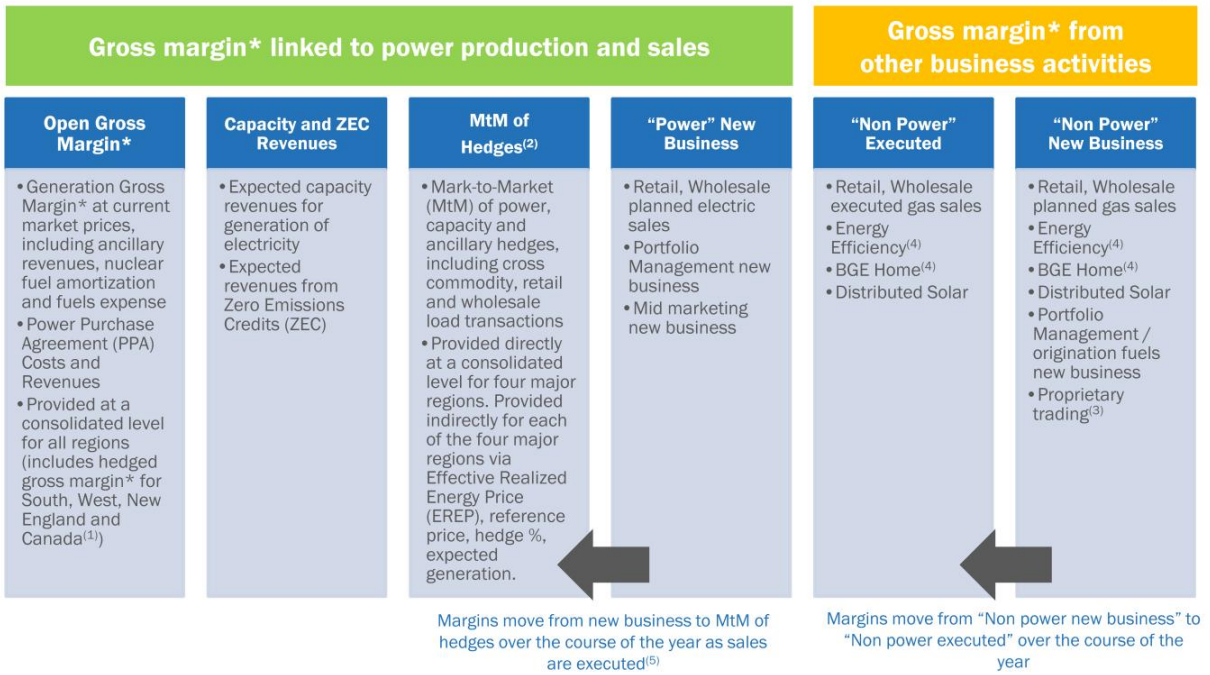 Gross margin* linked to power production and sales
Gross margin* from
other business activities
Open Gross
Margin*
• Generation Gross
Margin* at current
market prices,
including ancillary
revenues, nuclear
fuel amortization
and fuels expense
• Power Purchase
Agreement (PPA)
Costs and
Revenues
• Provided at a
consolidated level
for all regions
(includes hedged
gross margin* for
South, West, New
England and
Canada(1))
Capacity and ZEC
Revenues
• Expected capacity
revenues for
generation of
electricity
• Expected
revenues from
Zero Emissions
Credits (ZEC)
MtM of
Hedges(2)
• Mark-to-Market
(MtM) of power,
capacity and
ancillary hedges,
including cross
commodity, retail
and wholesale
load transactions
• Provided directly
at a consolidated
level for four major
regions. Provided
indirectly for each
of the four major
regions via
Effective Realized
Energy Price
(EREP), reference
price, hedge %,
expected
generation.
“Power” New
Business
• Retail, Wholesale
planned electric
sales
• Portfolio
Management new
business
• Mid marketing
new business
“Non Power”
Executed
• Retail, Wholesale
executed gas sales
• Energy
Efficiency(4)
• BGE Home(4)
• Distributed Solar
“Non Power”
New Business
• Retail, Wholesale
planned gas sales
• Energy
Efficiency(4)
• BGE Home(4)
• Distributed Solar
• Portfolio
Management /
origination fuels
new business
• Proprietary
trading(3)
Margins move from new business to MtM of
hedges over the course of the year as sales
are executed(5)
Margins move from “Non power new business” to
“Non power executed” over the course of the
year